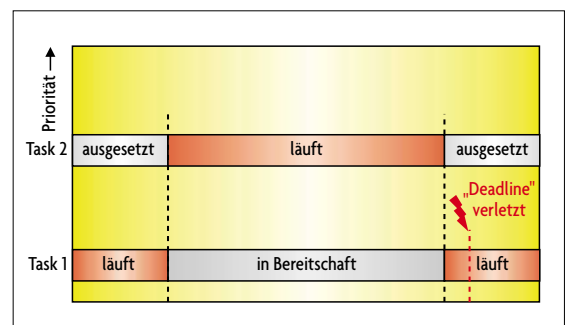 Priorität →
Task 2
ausgesetzt
läuft
ausgesetzt
"Deadline"
verletzt
Task 1
läuft
in Bereitschaft
läuft